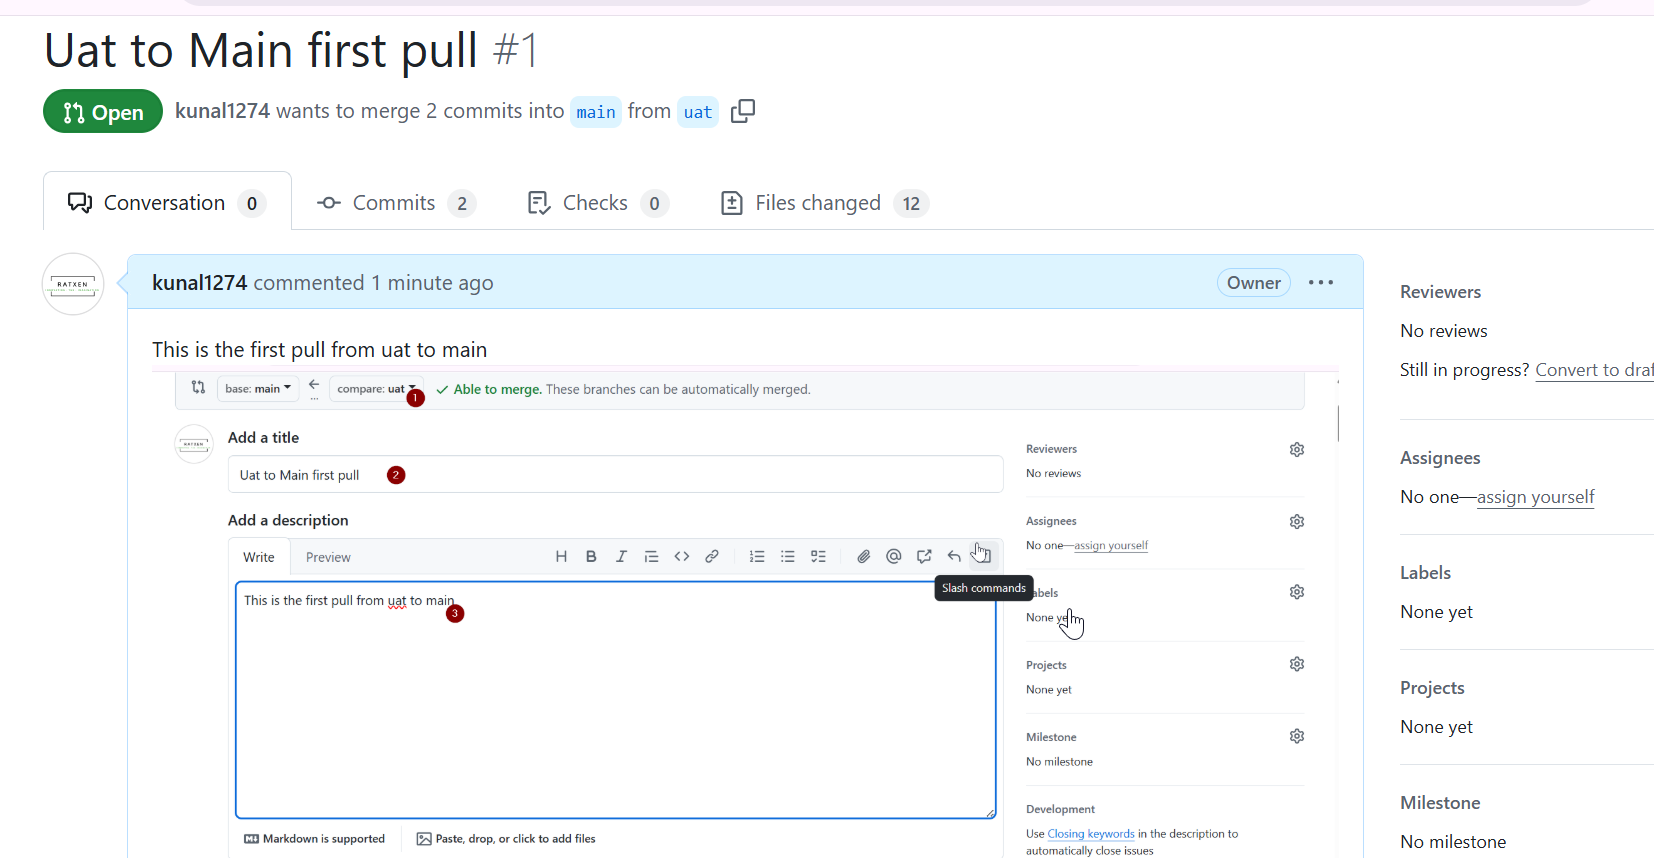 Uat to Main first pull #1
Open kunal1274 wants to merge 2 commits into main from uat
Conversation 0 Commits 2 Checks 0 Files changed 12
RATXEN
kunal1274 commented 1 minute ago Owner
Reviewers
No reviews
Still in progress? Convert to draf
Assignees
No one—assign yourself
Labels
None yet
Projects
None yet
Milestone
No milestone
This is the first pull from uat to main
base: main compare: uat 1 Able to merge. These branches can be automatically merged.
RATXEN
Add a title
Uat to Main first pull 2
Add a description
Write Preview H B I
Slash commands
This is the first pull from uat to main
3
Markdown is supported Paste, drop, or click to add files
Reviewers
No reviews
Assignees
No one—assign yourself
abels
None ye
Projects
None yet
Milestone
No milestone
Development
Use Closing keywords in the description to
automatically close issues